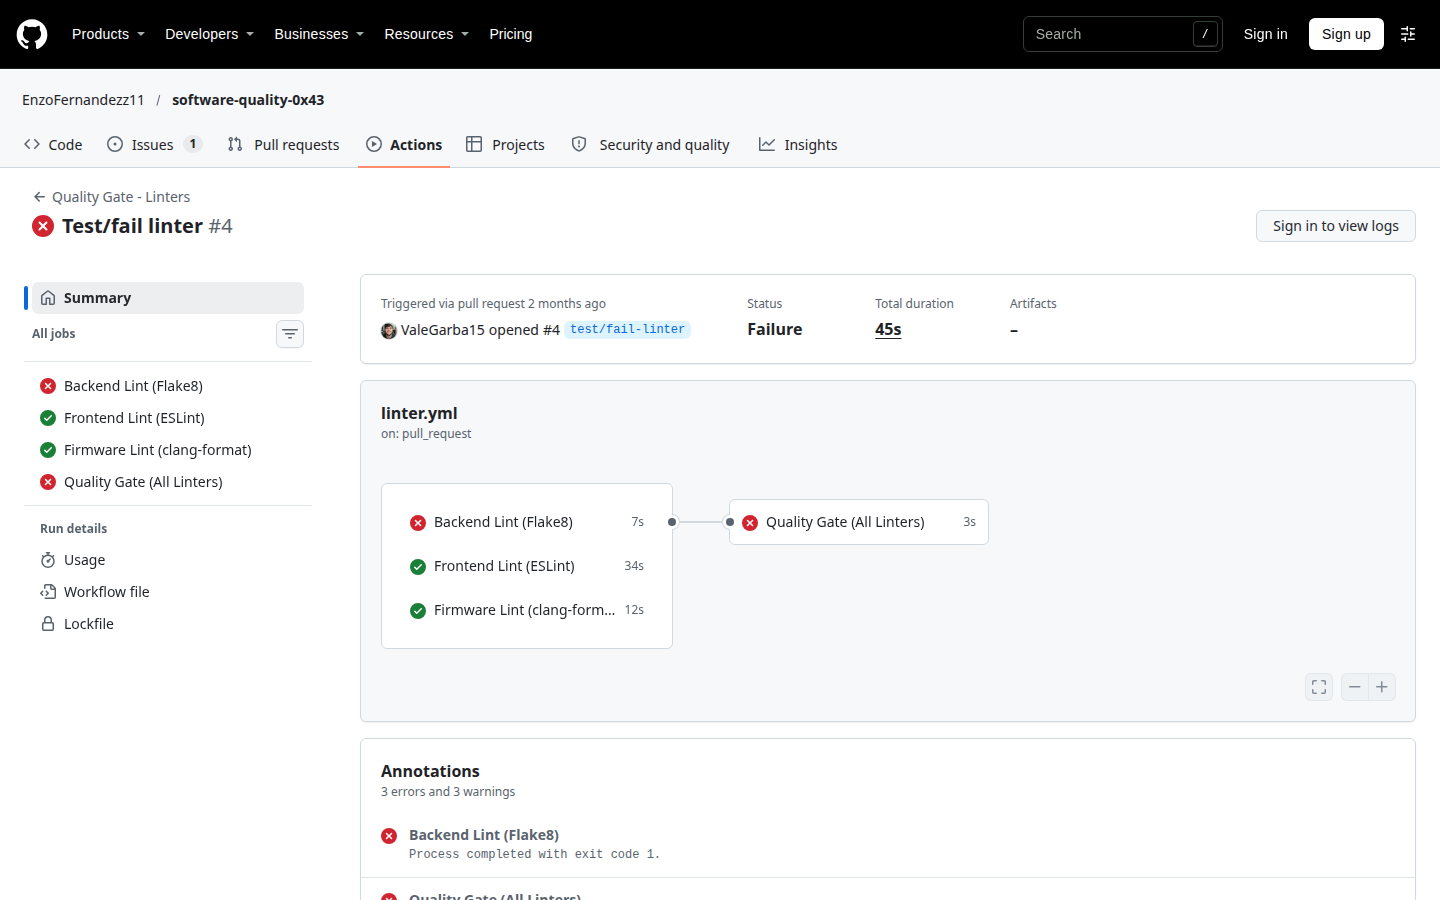 Products
Developers
Businesses
Resources
Pricing
Search
/
Sign in
Sign up
EnzoFernandezz11 / software-quality-0x43
Code
Issues 1
Pull requests
Actions
Projects
Security and quality
Insights
Quality Gate - Linters
Test/fail linter #4
Sign in to view logs
Summary
All jobs
Backend Lint (Flake8)
Frontend Lint (ESLint)
Firmware Lint (clang-format)
Quality Gate (All Linters)
Run details
Usage
Workflow file
Lockfile
Triggered via pull request 2 months ago
ValeGarba15 opened #4 test/fail-linter
Status
Failure
Total duration
45s
Artifacts
–
linter.yml
on: pull_request
Backend Lint (Flake8) 7s
Frontend Lint (ESLint) 34s
Firmware Lint (clang-form... 12s
Quality Gate (All Linters) 3s
Annotations
3 errors and 3 warnings
Backend Lint (Flake8)
Process completed with exit code 1.
Quality Gate (All Linters)